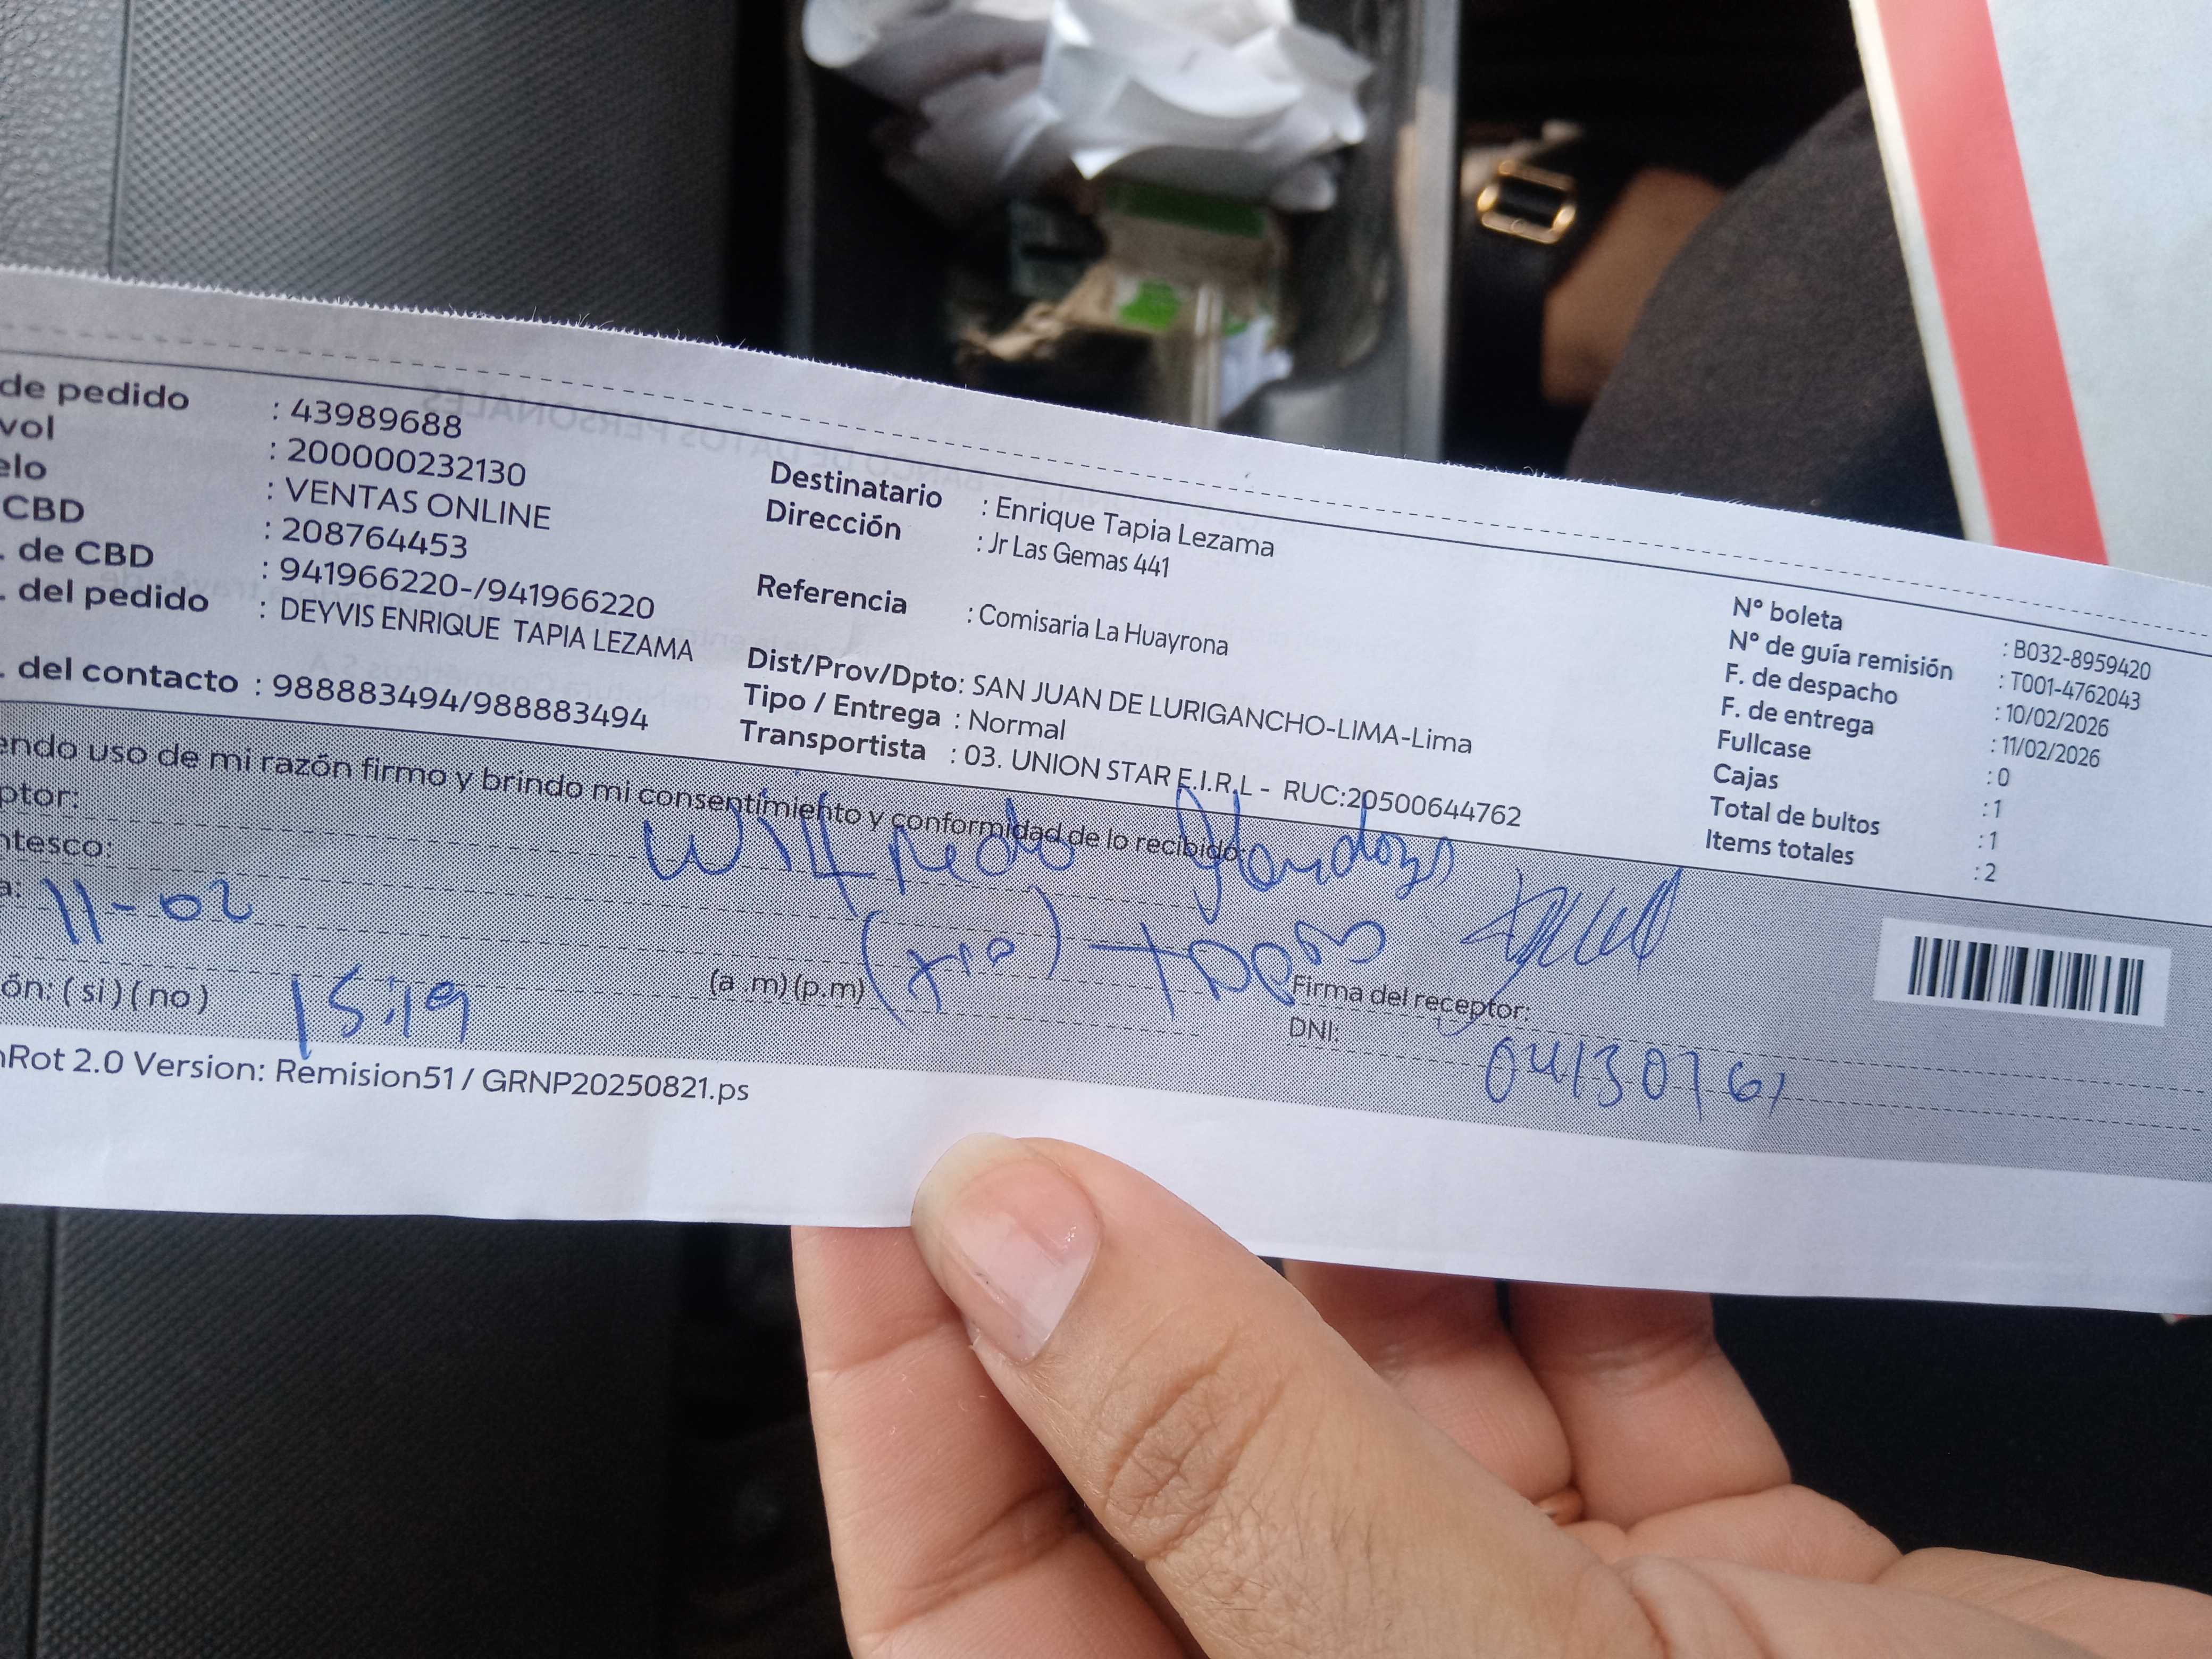 de pedido : 43989688
vol : 200000232130
elo : VENTAS ONLINE
CBD : 208764453
. de CBD : 941966220-/941966220
. del pedido : DEYVIS ENRIQUE TAPIA LEZAMA
. del contacto : 988883494/988883494
Destinatario : Enrique Tapia Lezama
Dirección : Jr Las Gemas 441
Referencia : Comisaria La Huayrona
Dist/Prov/Dpto: SAN JUAN DE LURIGANCHO-LIMA-Lima
Tipo / Entrega : Normal
Transportista : 03. UNION STAR E.I.R.L - RUC:20500644762
N° boleta : B032-8959420
N° de guía remisión : T001-4762043
F. de despacho : 10/02/2026
F. de entrega : 11/02/2026
Fullcase : 0
Cajas : 1
Total de bultos : 1
Items totales : 2
endo uso de mi razón firmo y brindo mi consentimiento y conformidad de lo recibido:
ptor: Wilfredo
ntesco: (tio)
a: 11-02
ón: (si) (no) 15:19 (a .m) (p.m)
Firma del receptor:
DNI: 04130761
nRot 2.0 Version: Remision51 / GRNP20250821.ps